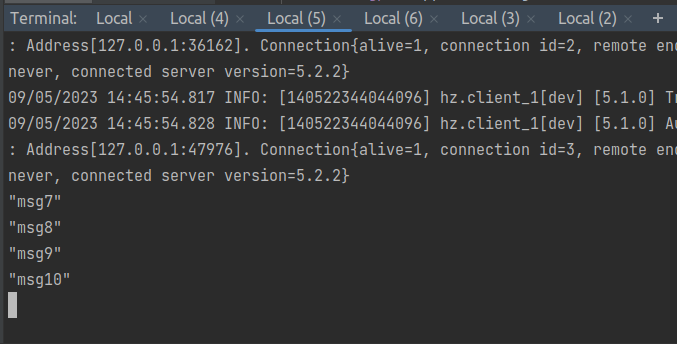 Terminal: Local × Local (4) × Local (5) × Local (6) × Local (3) × Local (2) × +
: Address[127.0.0.1:36162]. Connection{alive=1, connection id=2, remote
never, connected server version=5.2.2}
09/05/2023 14:45:54.817 INFO: [140522344044096] hz.client_1[dev] [5.1.0]
09/05/2023 14:45:54.828 INFO: [140522344044096] hz.client_1[dev] [5.1.0]
: Address[127.0.0.1:47976]. Connection{alive=1, connection id=3, remote
never, connected server version=5.2.2}
"msg7"
"msg8"
"msg9"
"msg10"